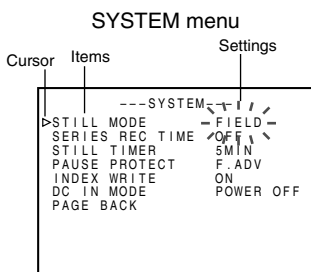 SYSTEM menu
Settings
Cursor Items
---SYSTEM---
STILL MODE FIELD
SERIES REC TIME OFF
STILL TIMER 5MIN
PAUSE PROTECT F.ADV
INDEX WRITE ON
DC IN MODE POWER OFF
PAGE BACK